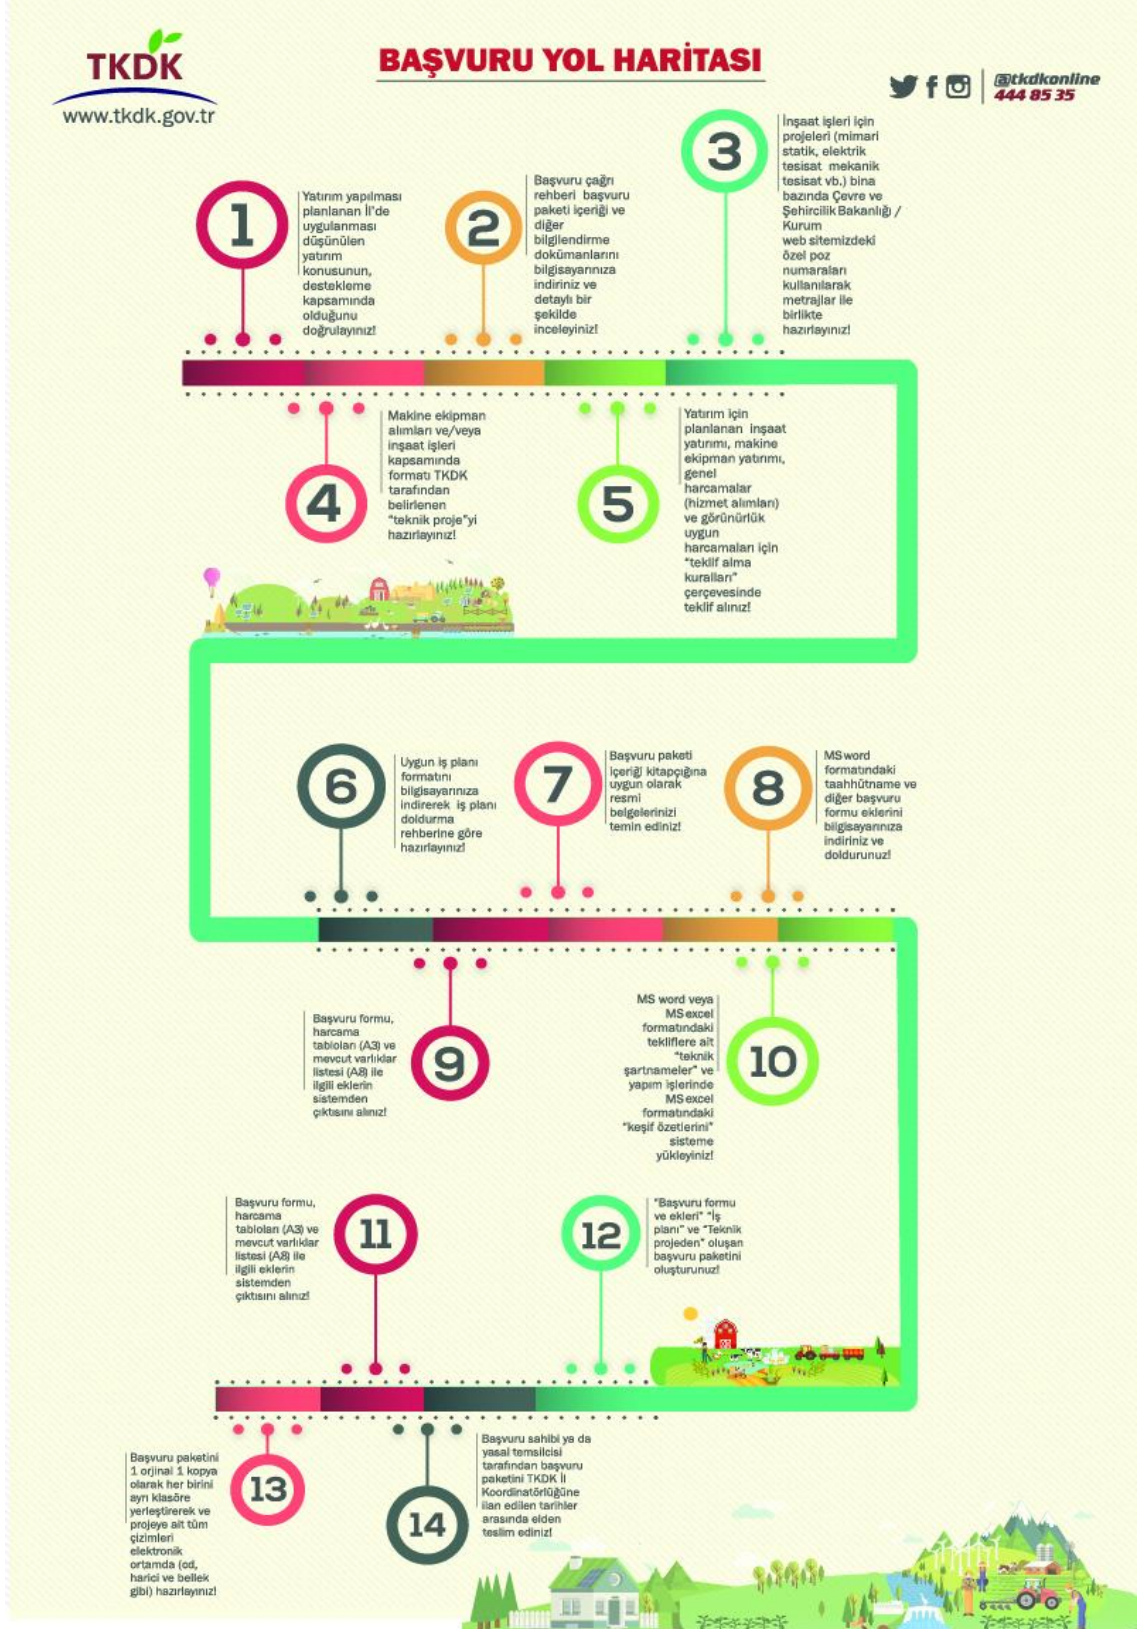 TKDK
www.tkdk.gov.tr
BAŞVURU YOL HARİTASI
@tkdkonline
444 85 35
1
Yatırım yapılması
planlanan İl'de
uygulanması
düşünülen
yatırım
konusunun,
destekleme
kapsamında
olduğunu
doğrulayınız!
2
Başvuru çağrı
rehberi başvuru
paketi içeriği ve
diğer
bilgilendirme
dokümanlarını
bilgisayarınıza
indiriniz ve
detaylı bir
şekilde
inceleyiniz!
3
İnşaat işleri için
projeleri (mimari
statik, elektrik
tesisat mekanik
tesisat vb.) bina
bazında Çevre ve
Şehircilik Bakanlığı /
Kurum
web sitemizdeki
özel poz
numaraları
kullanılarak
metrajlar ile
birlikte
hazırlayınız!
4
Makine ekipman
alımları ve/veya
inşaat işleri
kapsamında
formatı TKDK
tarafından
belirlenen
"teknik proje"yi
hazırlayınız!
5
Yatırım için
planlanan inşaat
yatırımı, makine
ekipman yatırımı,
genel
harcamalar
(hizmet alımları)
ve görünürlük
uygun
harcamaları için
"teklif alma
kuralları"
çerçevesinde
teklif alınız!
6
Uygun iş planı
formatını
bilgisayarınıza
indirerek iş planı
doldurma
rehberine göre
hazırlayınız!
7
Başvuru paketi
içeriği kitapçığına
uygun olarak
resmi
belgelerinizi
temin ediniz!
8
MS word
formatındaki
taahhütname ve
diğer başvuru
formu eklerini
bilgisayarınıza
indiriniz ve
doldurunuz!
9
Başvuru formu,
harcama
tabloları (A3) ve
mevcut varlıklar
listesi (A8) ile
ilgili eklerin
sistemden
çıktısını alınız!
10
MS word veya
MS excel
formatındaki
tekliflere ait
"teknik
şartnameler" ve
yapım işlerinde
MS excel
formatındaki
"keşif özetlerini"
sisteme
yükleyiniz!
11
Başvuru formu,
harcama
tabloları (A3) ve
mevcut varlıklar
listesi (A8) ile
ilgili eklerin
sistemden
çıktısını alınız!
12
"Başvuru formu
ve ekleri" "İş
planı" ve "Teknik
projeden" oluşan
başvuru paketini
oluşturunuz!
13
Başvuru paketini
1 orjinal 1 kopya
olarak her birini
ayrı klasöre
yerleştirerek ve
projeye ait tüm
çizimleri
elektronik
ortamda (cd,
harici ve bellek
gibi) hazırlayınız!
14
Başvuru sahibi ya da
yasal temsilcisi
tarafından başvuru
paketini TKDK İl
Koordinatörlüğüne
ilan edilen tarihler
arasında elden
teslim ediniz!